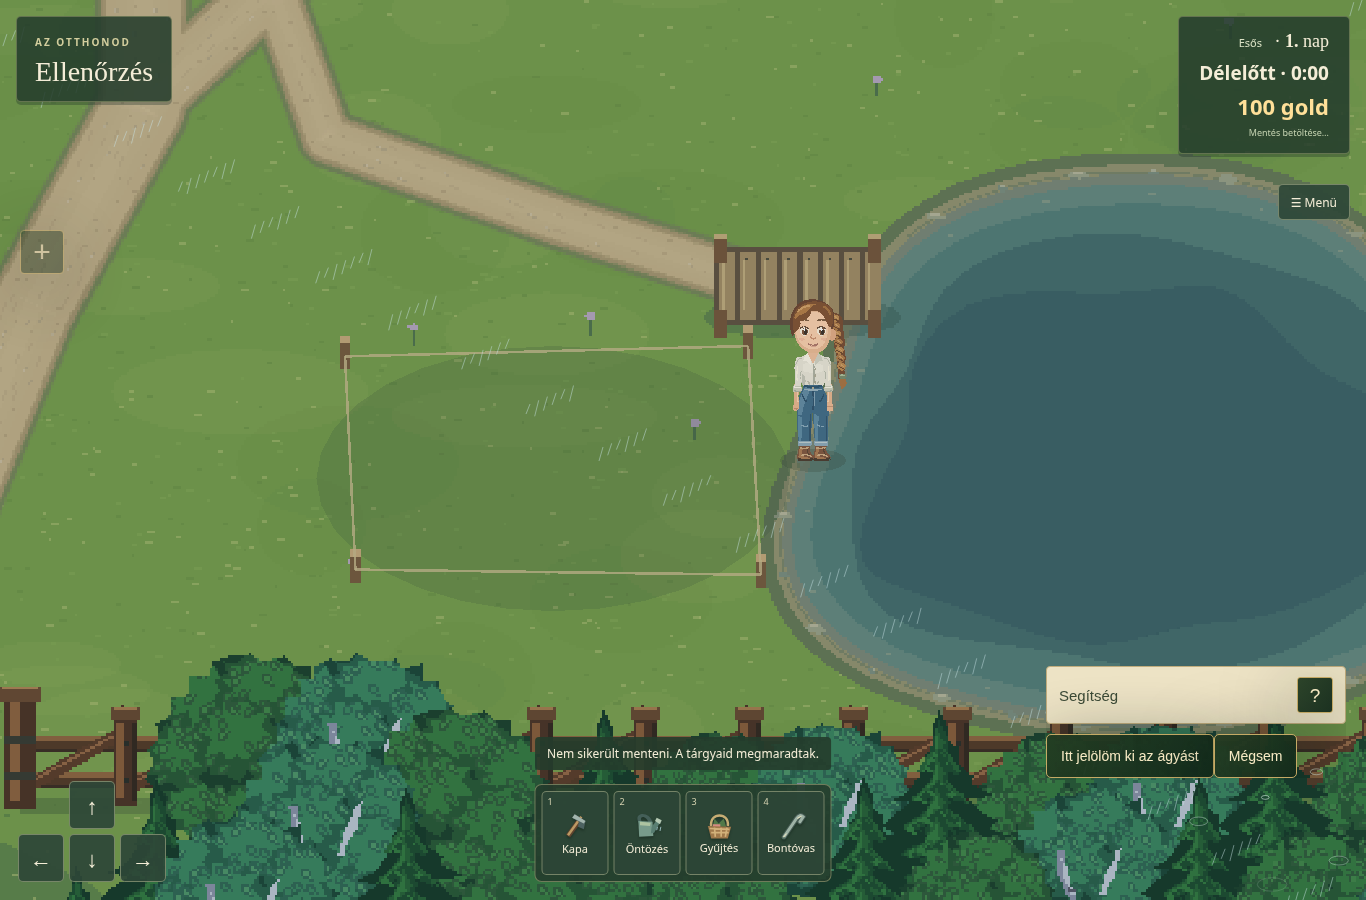 AZ OTTHONOD
Ellenőrzés
Esős · 1. nap
Délelőtt · 0:00
100 gold
Mentés betöltése…
☰ Menü
+
Segítség ?
Itt jelölöm ki az ágyást Mégsem
Nem sikerült menteni. A tárgyaid megmaradtak.
1 2 3 4
Kapa Öntözés Gyűjtés Bontóvas
↑
← ↓ →